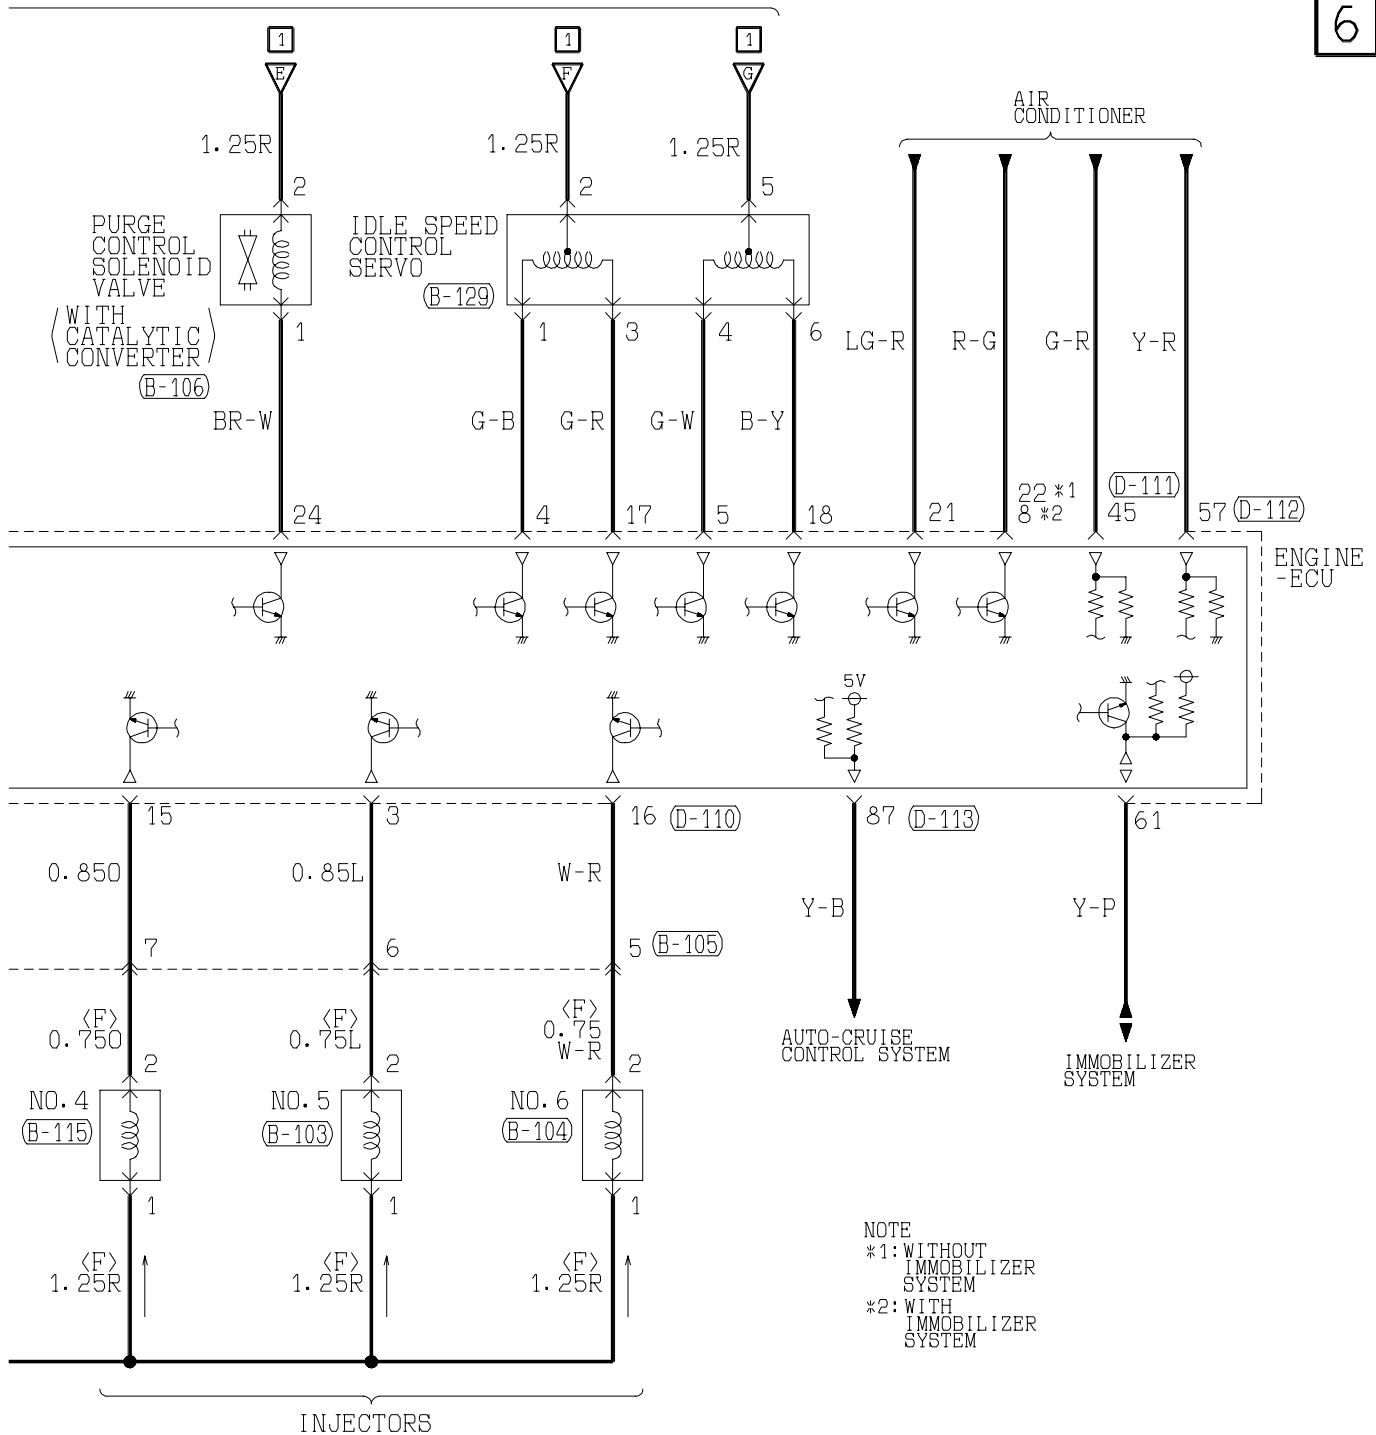 6
1
1
1
E
F
G
AIR
CONDITIONER
1.25R
1.25R
1.25R
2
2
5
PURGE
CONTROL
SOLENOID
VALVE
IDLE SPEED
CONTROL
SERVO
B-129
WITH
CATALYTIC
CONVERTER
B-106
1
1
3
4
6
LG-R
R-G
G-R
Y-R
BR-W
G-B
G-R
G-W
B-Y
24
4
17
5
18
21
22 *1
8 *2
D-111
45
57
D-112
ENGINE
-ECU
5V
15
3
16
D-110
87
D-113
61
0.85O
0.85L
W-R
Y-B
Y-P
7
6
5
B-105
<F>
0.75O
<F>
0.75L
<F>
0.75
W-R
AUTO-CRUISE
CONTROL SYSTEM
IMMOBILIZER
SYSTEM
2
2
2
NO.4
B-115
NO.5
B-103
NO.6
B-104
1
1
1
<F>
1.25R
<F>
1.25R
<F>
1.25R
NOTE
*1:WITHOUT
IMMOBILIZER
SYSTEM
*2:WITH
IMMOBILIZER
SYSTEM
INJECTORS